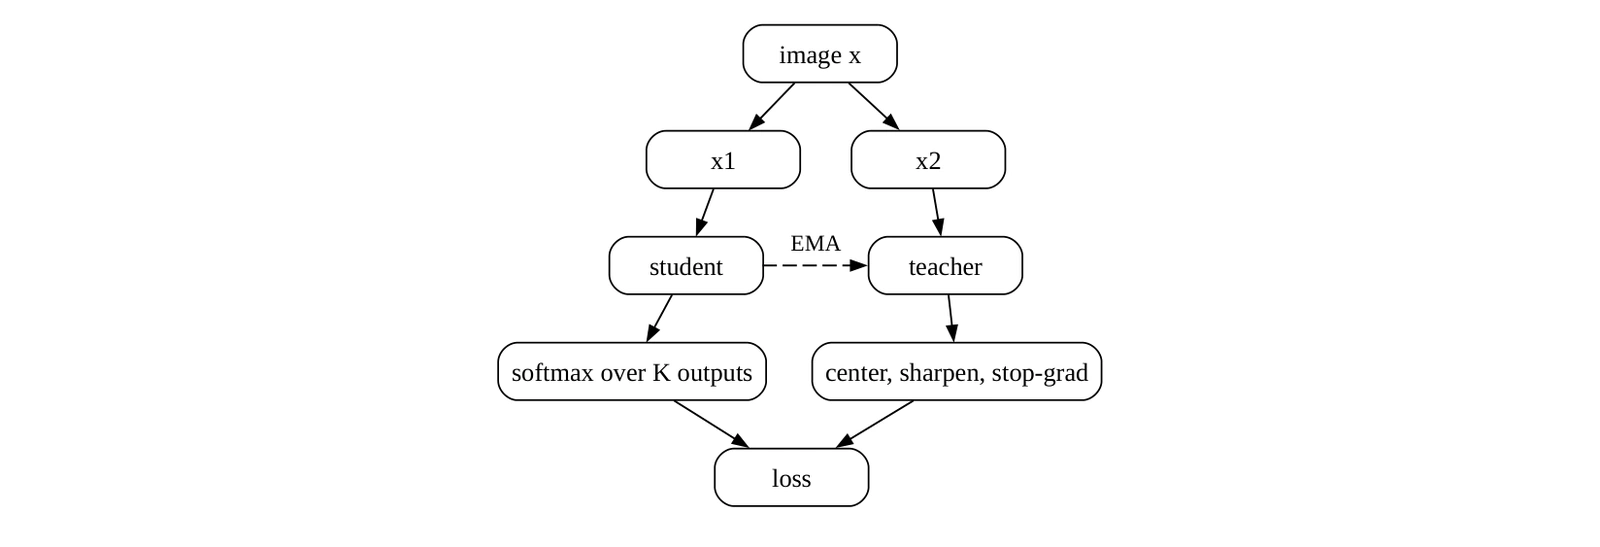 image x
x1
x2
EMA
student
teacher
softmax over K outputs
center, sharpen, stop-grad
loss